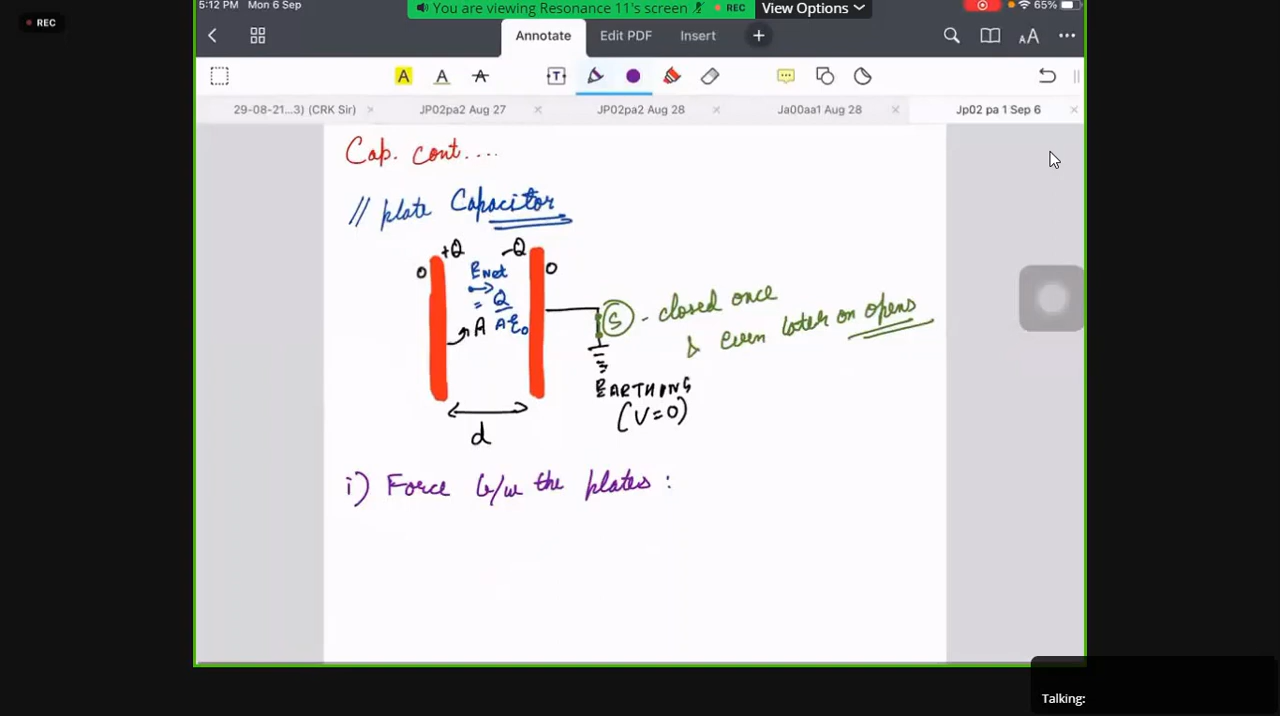 5:12 PM Mon 6 Sep
You are viewing Resonance 11's screen
REC
View Options
65%
REC
Annotate
Edit PDF
Insert
29-08-21...3) (CRK Sir)
JP02pa2 Aug 27
JP02pa2 Aug 28
Ja00aa1 Aug 28
Jp02 pa 1 Sep 6
Cap. cont....
// plate Capacitor
+Q -Q
0 Enet 0
= Q
A Aε0
S - closed once
& even later on opens
EARTHING
(V=0)
d
i) Force b/w the plates :
Talking: